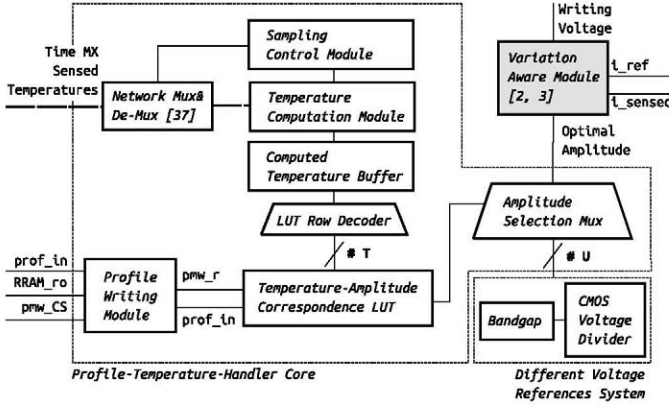 Writing
Voltage
Sampling
Control Module
Time MX
Sensed
Temperatures
Variation
Aware Module
[2, 3]
i_ref
i_sensed
Network Mux&
De-Mux [37]
Temperature
Computation Module
Optimal
Amplitude
Computed
Temperature Buffer
Amplitude
Selection Mux
LUT Row Decoder
# T
# U
prof_in
RRAM_ro
pmw_CS
Profile
Writing
Module
pmw_r
prof_in
Temperature-Amplitude
Correspondence LUT
Bandgap
CMOS
Voltage
Divider
Profile-Temperature-Handler Core
Different Voltage
References System